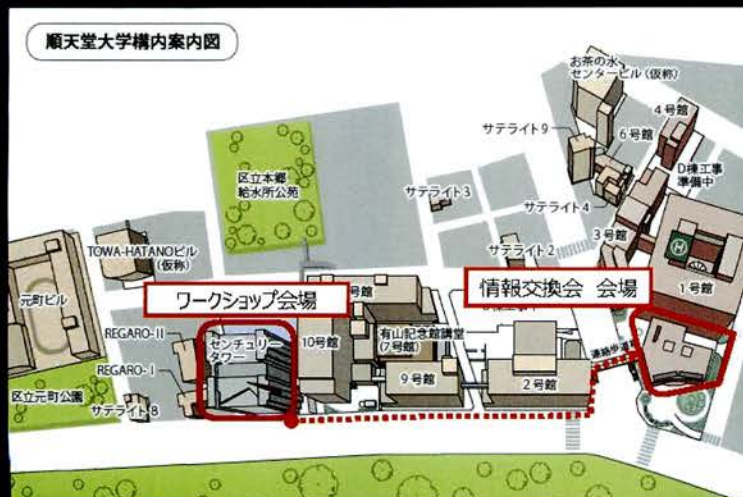 順天堂大学構内案内図
お茶の水
センタービル(仮称)
4号館
サテライト9
6号館
D棟工事
準備中
区立本郷
給水所公苑
サテライト3
サテライト4
3号館
TOWA-HATANOビル
(仮称)
サテライト2
元町ビル
ワークショップ会場
号館
情報交換会 会場
1号館
H
REGARO-II
センチュリー
タワー
10号館
有山記念館講堂
(7号館)
連絡歩道
REGARO-I
9号館
2号館
区立元町公園
サテライト8